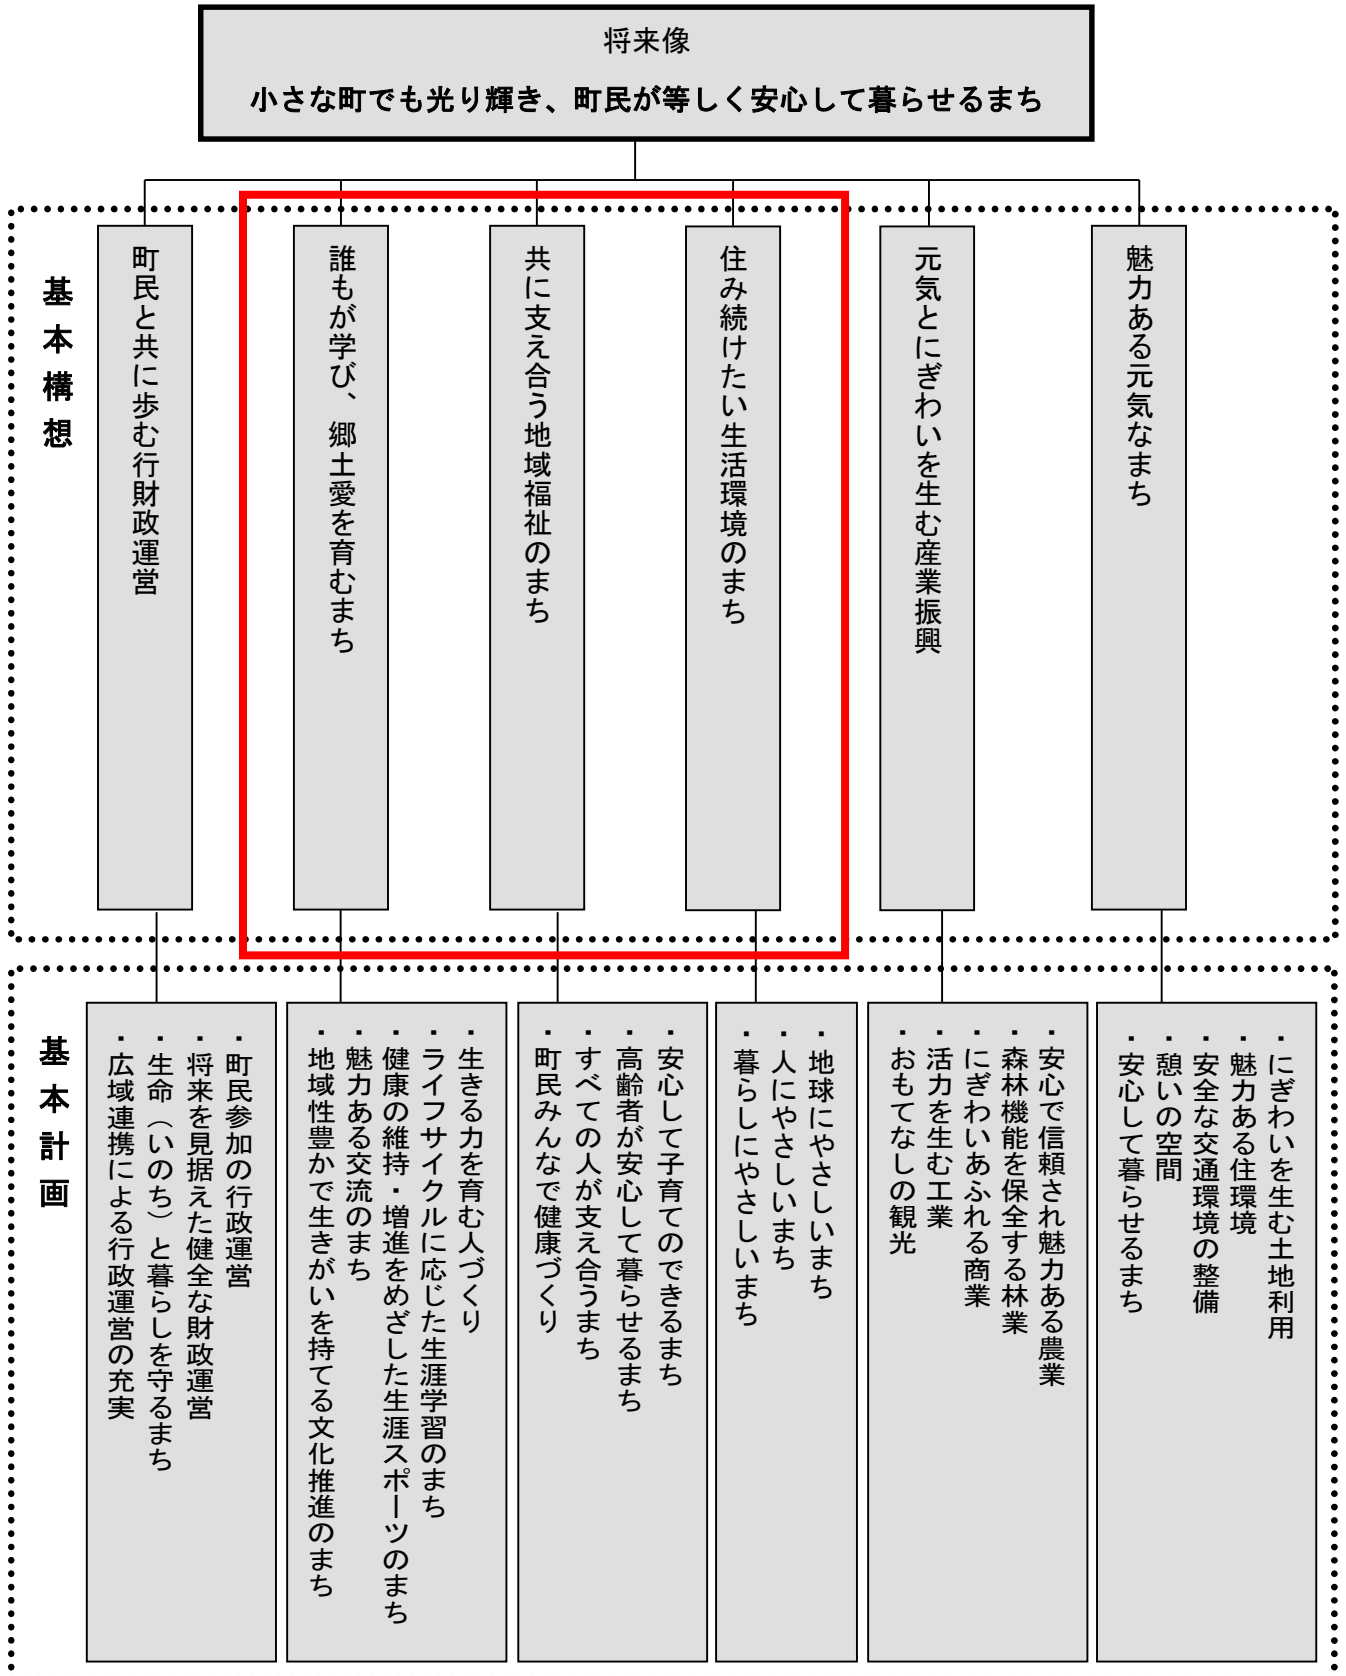 将来像
小さな町でも光り輝き、町民が等しく安心して暮らせるまち
基本構想
魅力ある元気なまち
元気とにぎわいを生む産業振興
住み続けたい生活環境のまち
共に支え合う地域福祉のまち
誰もが学び、郷土愛を育むまち
町民と共に歩む行財政運営
基本計画
・にぎわいを生む土地利用
・魅力ある住環境
・安全な交通環境の整備
・憩いの空間
・安心して暮らせるまち
・安心で信頼され魅力ある農業
・森林機能を保全する林業
・にぎわいあふれる商業
・活力を生む工業
・おもてなしの観光
・地球にやさしいまち
・人にやさしいまち
・暮らしにやさしいまち
・安心して子育てのできるまち
・高齢者が安心して暮らせるまち
・すべての人が支え合うまち
・町民みんなで健康づくり
・生きる力を育む人づくり
・ライフサイクルに応じた生涯学習のまち
・健康の維持・増進をめざした生涯スポーツのまち
・魅力ある交流のまち
・地域性豊かで生きがいを持てる文化推進のまち
・町民参加の行政運営
・将来を見据えた健全な財政運営
・生命（いのち）と暮らしを守るまち
・広域連携による行政運営の充実